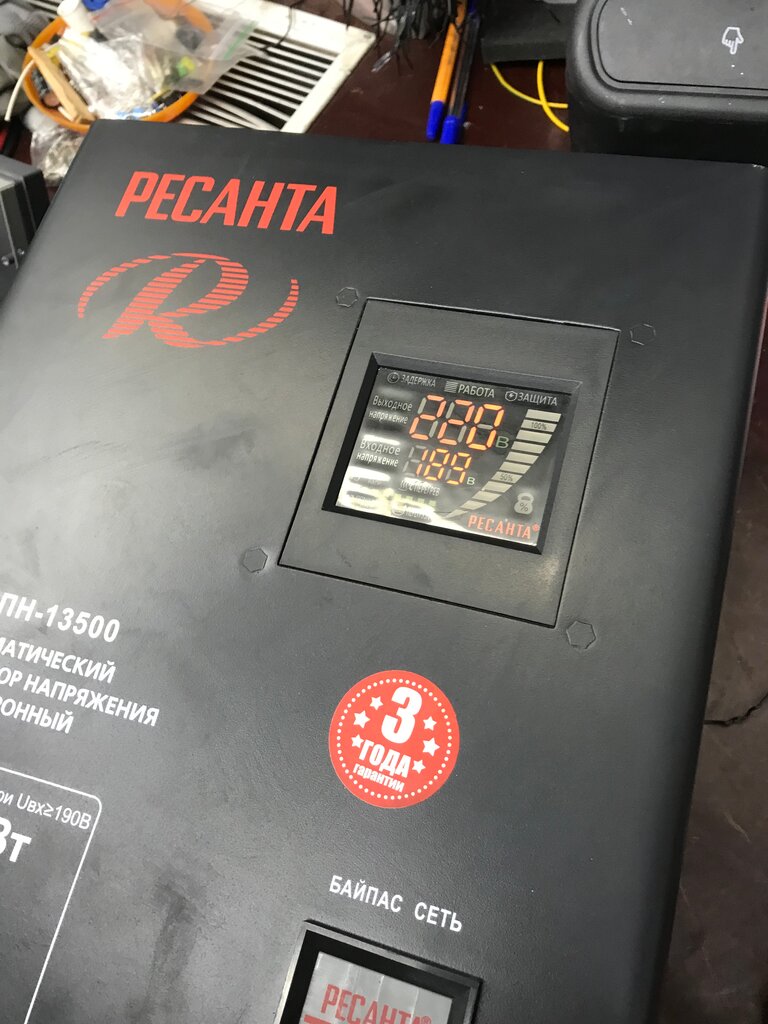 РЕСАНТА
R
ЗАДЕРЖКА РАБОТА ЗАЩИТА
Выходное
напряжение
220 В
100%
Входное
напряжение
189 В
50%
ПЕРЕГРЕВ
%
РЕСАНТА®
ПН-13500
МАТИЧЕСКИЙ
ОР НАПРЯЖЕНИЯ
РОННЫЙ
3
ГОДА
гарантии
ри Uвх≥190В
Вт
БАЙПАС СЕТЬ
РЕСАНТА®